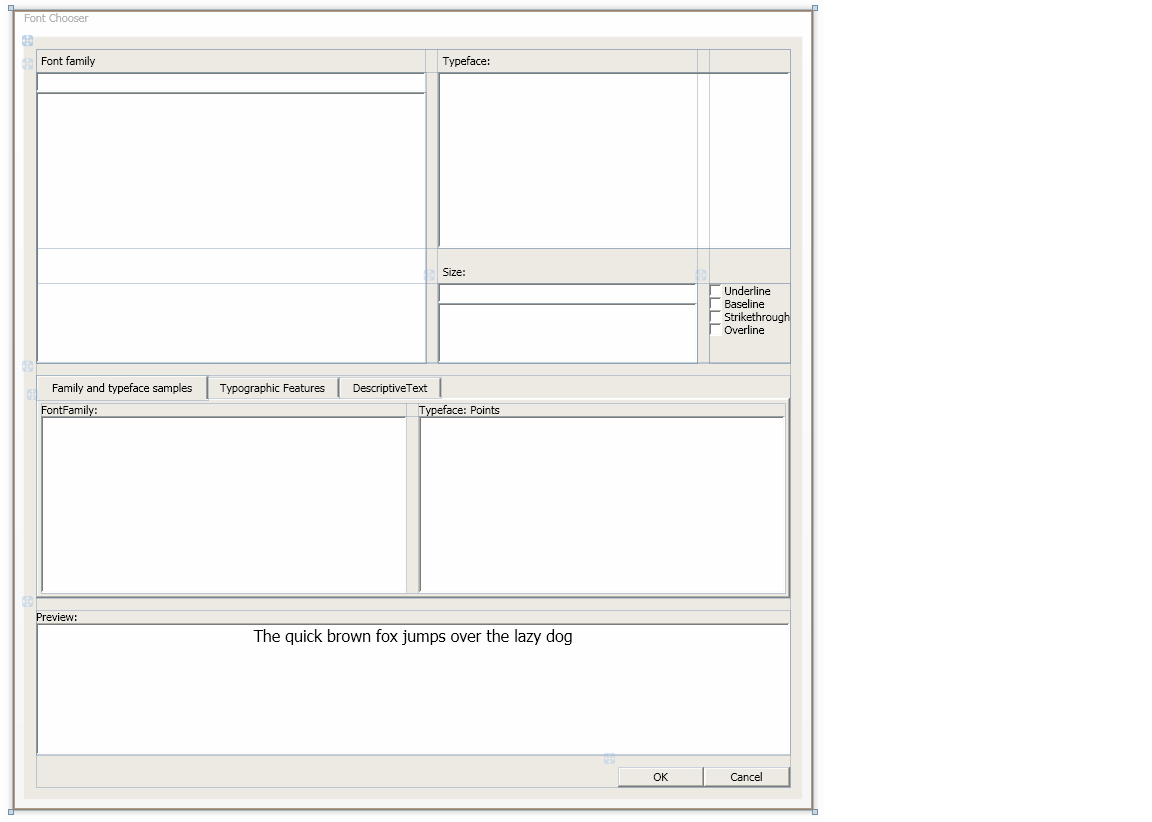 Font Chooser
Font family
Typeface:
Size:
Underline
Baseline
Strikethrough
Overline
Family and typeface samples
Typographic Features
DescriptiveText
FontFamily:
Typeface: Points
Preview:
The quick brown fox jumps over the lazy dog
OK
Cancel